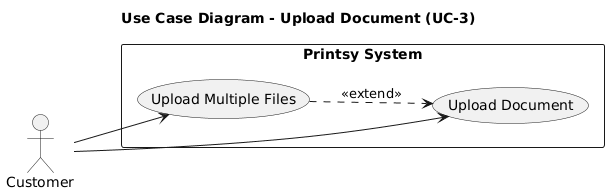 Use Case Diagram - Upload Document (UC-3)
Printsy System
Upload Multiple Files
«extend»
Upload Document
Customer